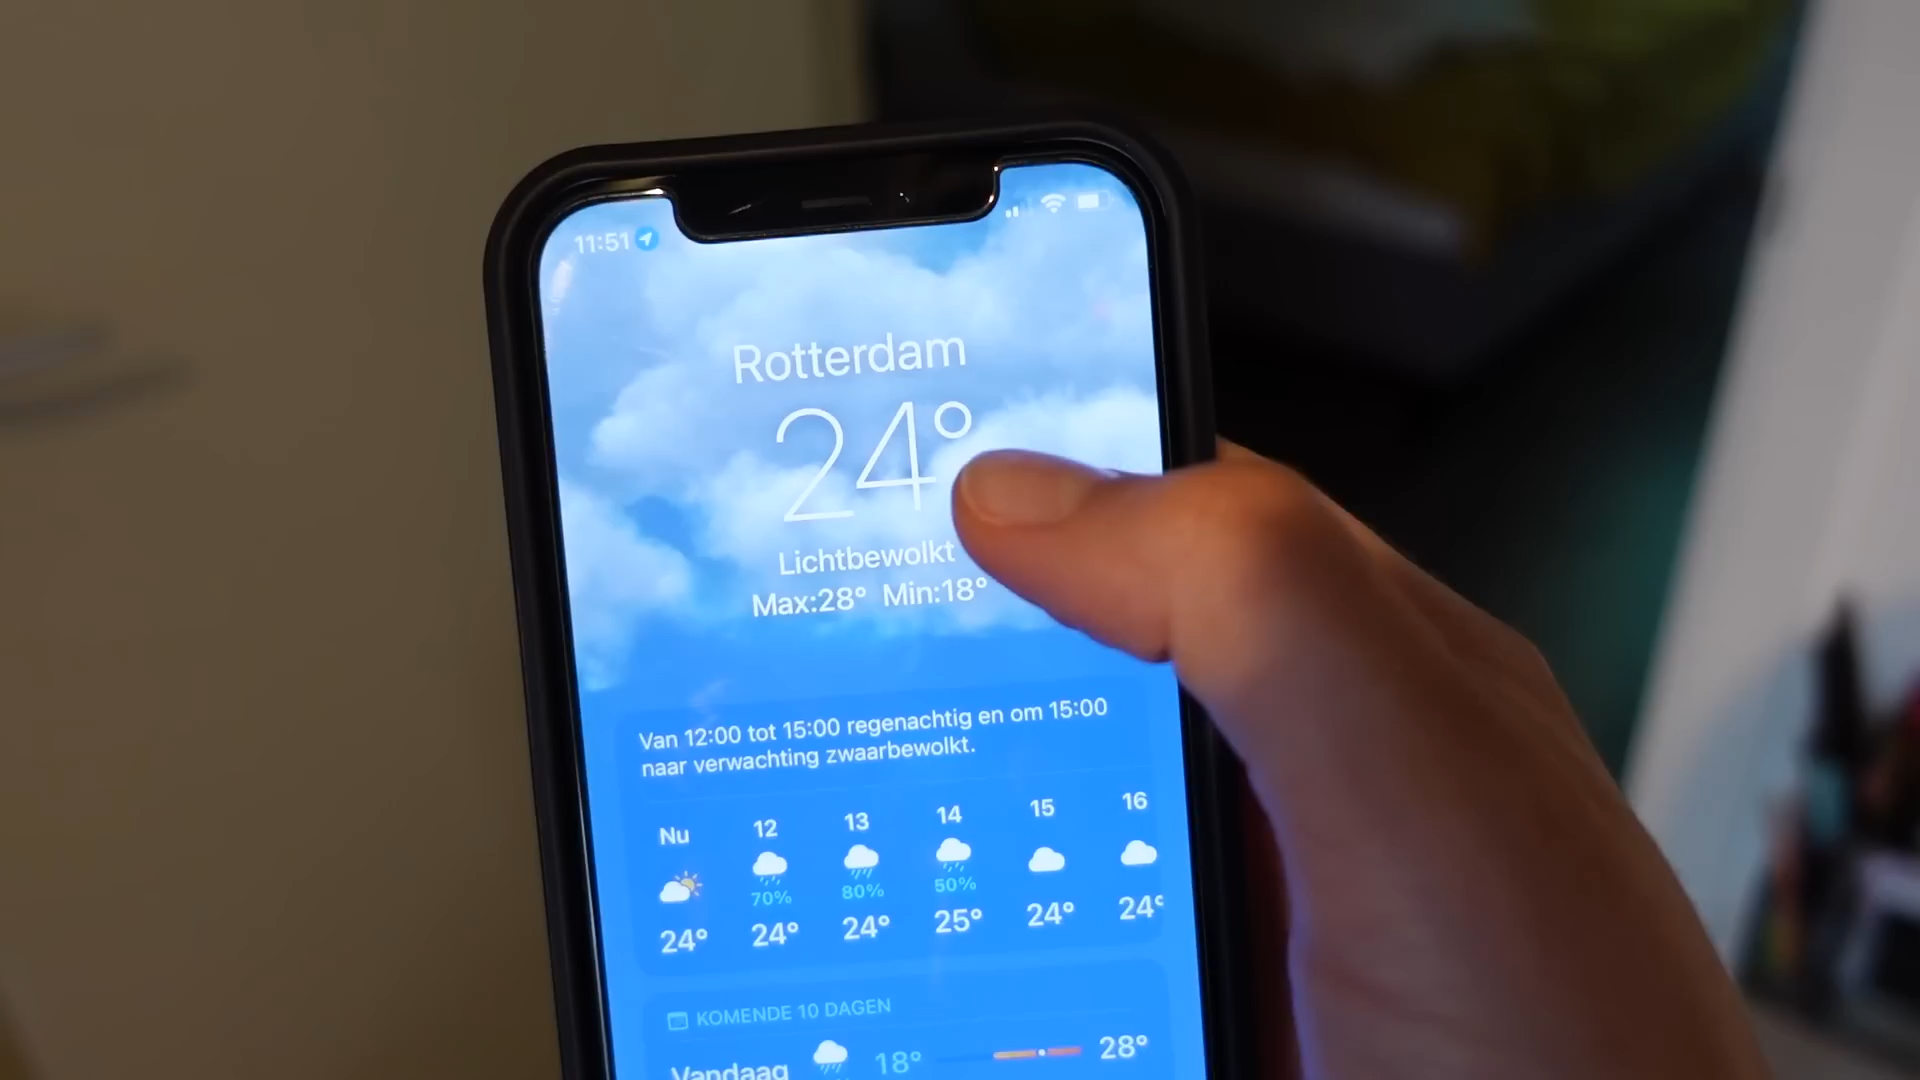 11:51
Rotterdam
24°
Lichtbewolkt
Max:28° Min:18°
Van 12:00 tot 15:00 regenachtig en om 15:00
naar verwachting zwaarbewolkt.
Nu 12 13 14 15 16
70% 80% 50%
24° 24° 24° 25° 24° 24°
KOMENDE 10 DAGEN
Vandaag 18° 28°